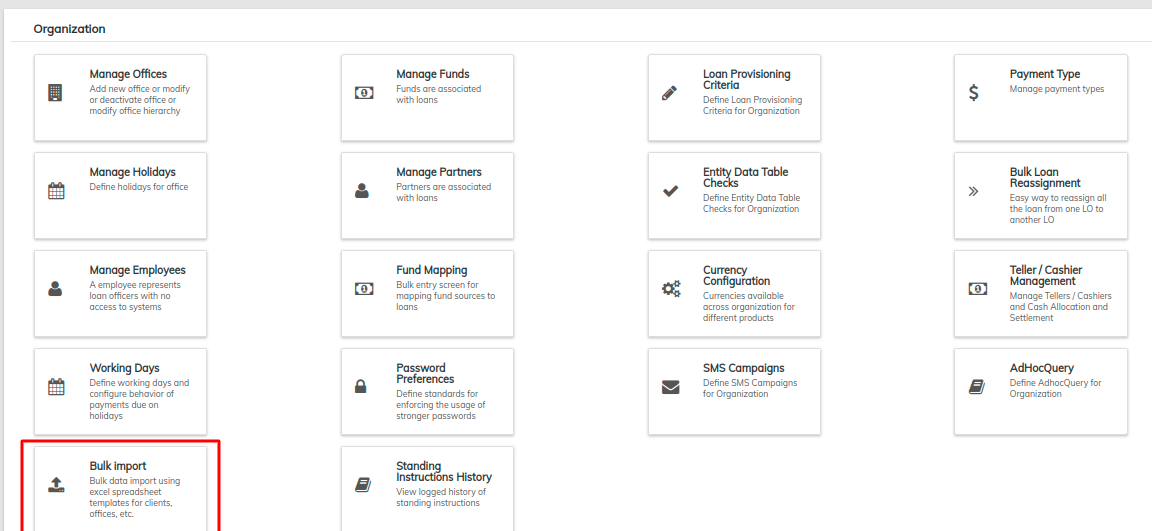 Organization
Manage Offices
Add new office or modify
or deactivate office or
modify office hierarchy
Manage Funds
Funds are associated
with loans
Loan Provisioning
Criteria
Define Loan Provisioning
Criteria for Organization
Payment Type
Manage payment types
Manage Holidays
Define holidays for office
Manage Partners
Partners are associated
with loans
Entity Data Table
Checks
Define Entity Data Table
Checks for Organization
Bulk Loan
Reassignment
Easy way to reassign all
the loan from one LO to
another LO
Manage Employees
A employee represents
loan officers with no
access to systems
Fund Mapping
Bulk entry screen for
mapping fund sources to
loans
Currency
Configuration
Currencies available
across organization for
different products
Teller / Cashier
Management
Manage Tellers / Cashiers
and Cash Allocation and
Settlement
Working Days
Define working days and
configure behavior of
payments due on
holidays
Password
Preferences
Define standards for
enforcing the usage of
stronger passwords
SMS Campaigns
Define SMS Campaigns
for Organization
AdHocQuery
Define AdhocQuery for
Organization
Bulk import
Bulk data import using
excel spreadsheet
templates for clients,
offices, etc.
Standing
Instructions History
View logged history of
standing instructions